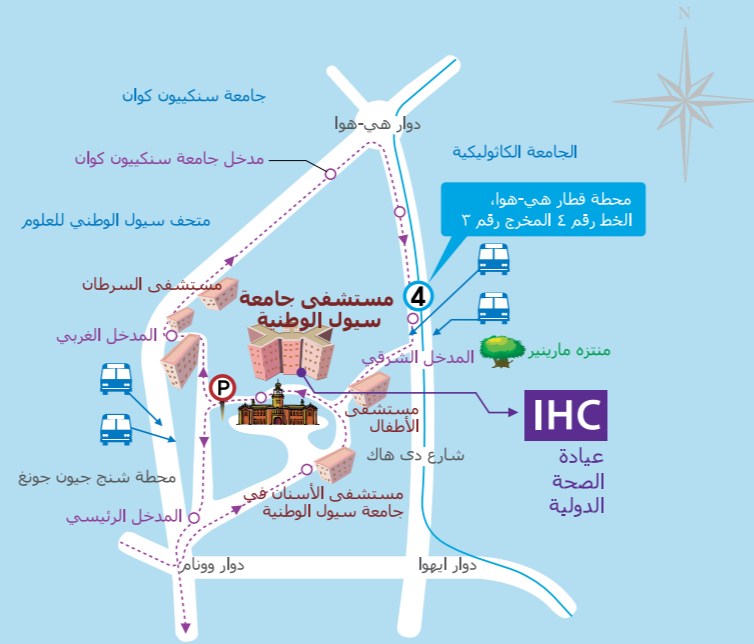 N
جامعة سنكييون كوان
دوار هي-هوا
الجامعة الكاثوليكية
مدخل جامعة سنكييون كوان
محطة قطار هي-هوا،
الخط رقم ٤ المخرج رقم ٣
متحف سيول الوطني للعلوم
مستشفى السرطان
4
مستشفى جامعة
سيول الوطنية
المدخل الغربي
المدخل الشرقي
منتزه مارينير
P
IHC
عيادة
الصحة
الدولية
مستشفى
الأطفال
شارع دى هاك
محطة شنج جيون جونغ
مستشفى الأسنان في
جامعة سيول الوطنية
المدخل الرئيسي
دوار وونام
دوار ايهوا